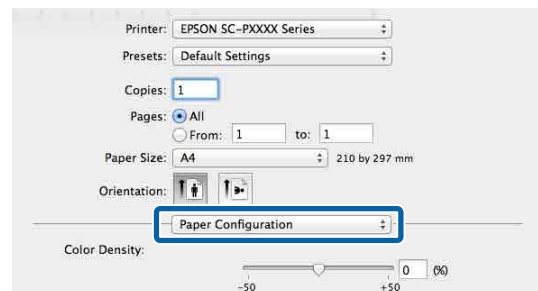 Printer: EPSON SC-PXXXX Series
Presets: Default Settings
Copies: 1
Pages: All
From: 1 to: 1
Paper Size: A4 210 by 297 mm
Orientation:
Paper Configuration
Color Density:
0 (%)
-50 +50